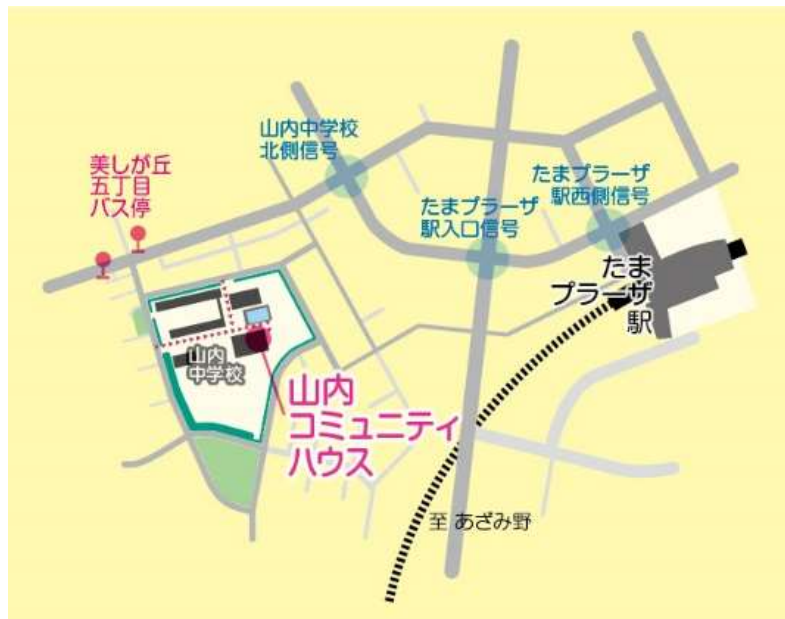 山内中学校
北側信号
美しが丘
五丁目
バス停
たまプラーザ
駅入口信号
たまプラーザ
駅西側信号
たま
プラーザ
駅
山内
中学校
山内
コミュニティ
ハウス
至 あざみ野